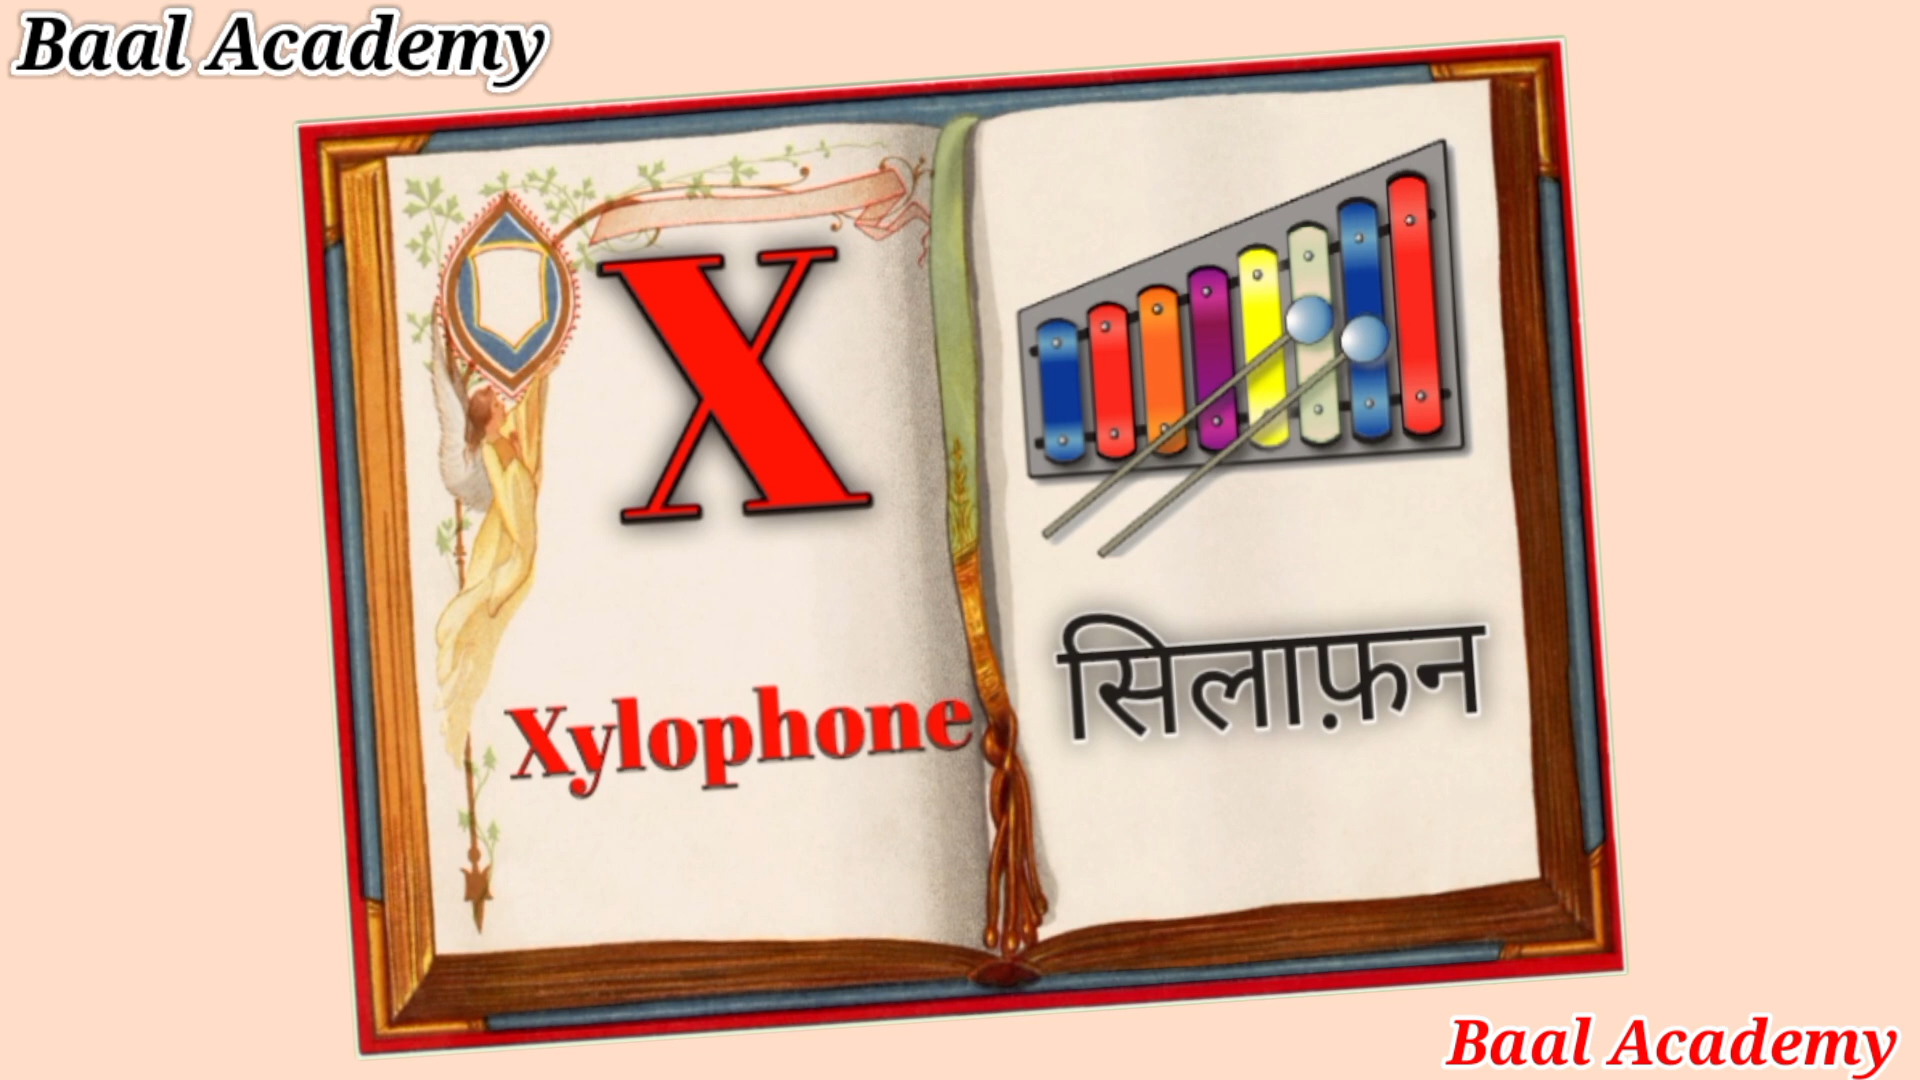 Baal Academy
X
Xylophone
सिलाफ़न
Baal Academy